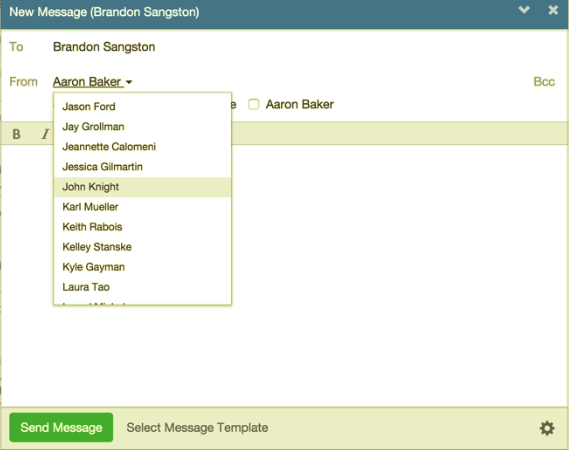 New Message (Brandon Sangston)
To Brandon Sangston
From Aaron Baker Bcc
Aaron Baker
Jason Ford
Jay Grollman
Jeannette Calomeni
Jessica Gilmartin
John Knight
Karl Mueller
Keith Rabois
Kelley Stanske
Kyle Gayman
Laura Tao
B I
Send Message Select Message Template